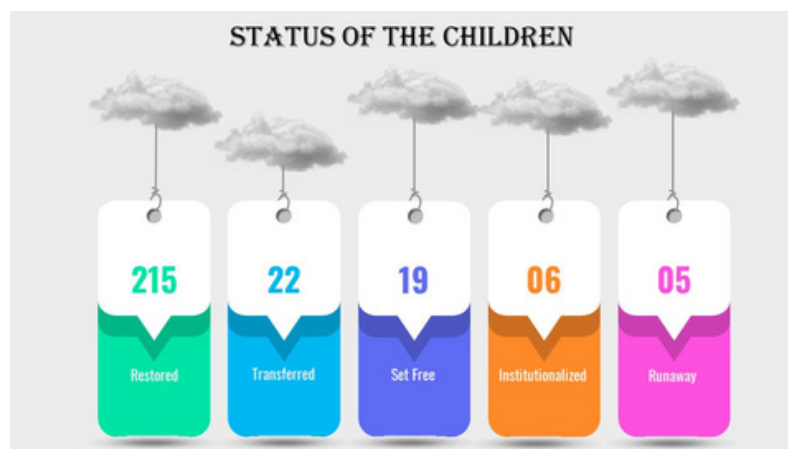 STATUS OF THE CHILDREN
215
22
19
06
05
Restored
Transferred
Set Free
Institutionalized
Runaway